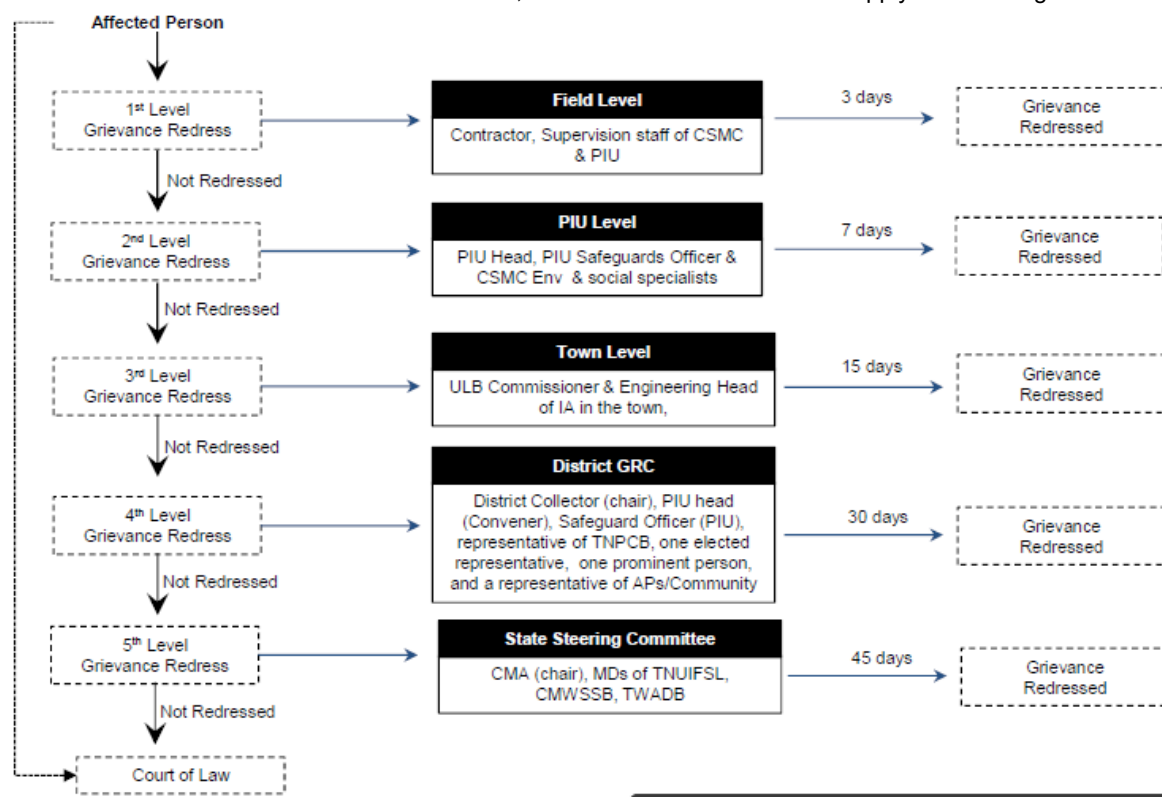 Affected Person
1st Level
Grievance Redress
Field Level
Contractor, Supervision staff of CSMC
& PIU
3 days
Grievance
Redressed
Not Redressed
2nd Level
Grievance Redress
PIU Level
PIU Head, PIU Safeguards Officer &
CSMC Env & social specialists
7 days
Grievance
Redressed
Not Redressed
3rd Level
Grievance Redress
Town Level
ULB Commissioner & Engineering Head
of IA in the town,
15 days
Grievance
Redressed
Not Redressed
4th Level
Grievance Redress
District GRC
District Collector (chair), PIU head
(Convener), Safeguard Officer (PIU),
representative of TNPCB, one elected
representative, one prominent person,
and a representative of APs/Community
30 days
Grievance
Redressed
Not Redressed
5th Level
Grievance Redress
State Steering Committee
CMA (chair), MDs of TNUIFSL,
CMWSSB, TWADB
45 days
Grievance
Redressed
Not Redressed
Court of Law